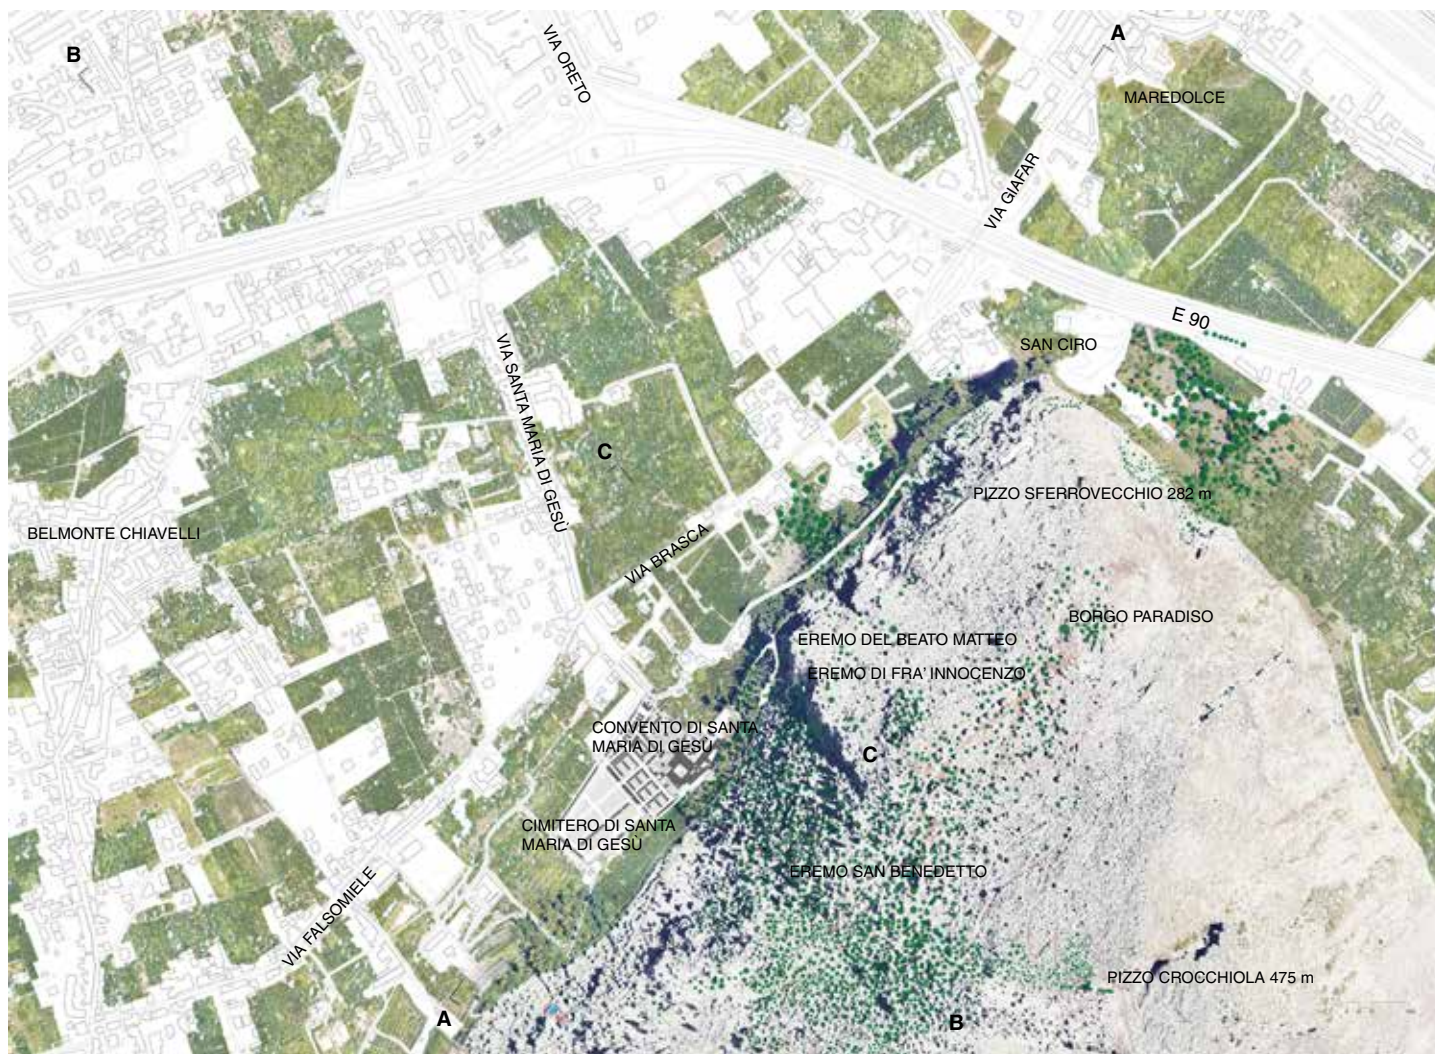 B
A
VIA ORETO
MAREDOLCE
VIA GIAFAR
E 90
SAN CIRO
VIA SANTA MARIA DI GESÙ
C
PIZZO SFERROVECCHIO 282 m
BELMONTE CHIAVELLI
VIA BRASCA
BORGO PARADISO
EREMO DEL BEATO MATTEO
EREMO DI FRA' INNOCENZO
CONVENTO DI SANTA
MARIA DI GESÙ
C
CIMITERO DI SANTA
MARIA DI GESÙ
EREMO SAN BENEDETTO
VIA FALSOMIELE
PIZZO CROCCHIOLA 475 m
A
B